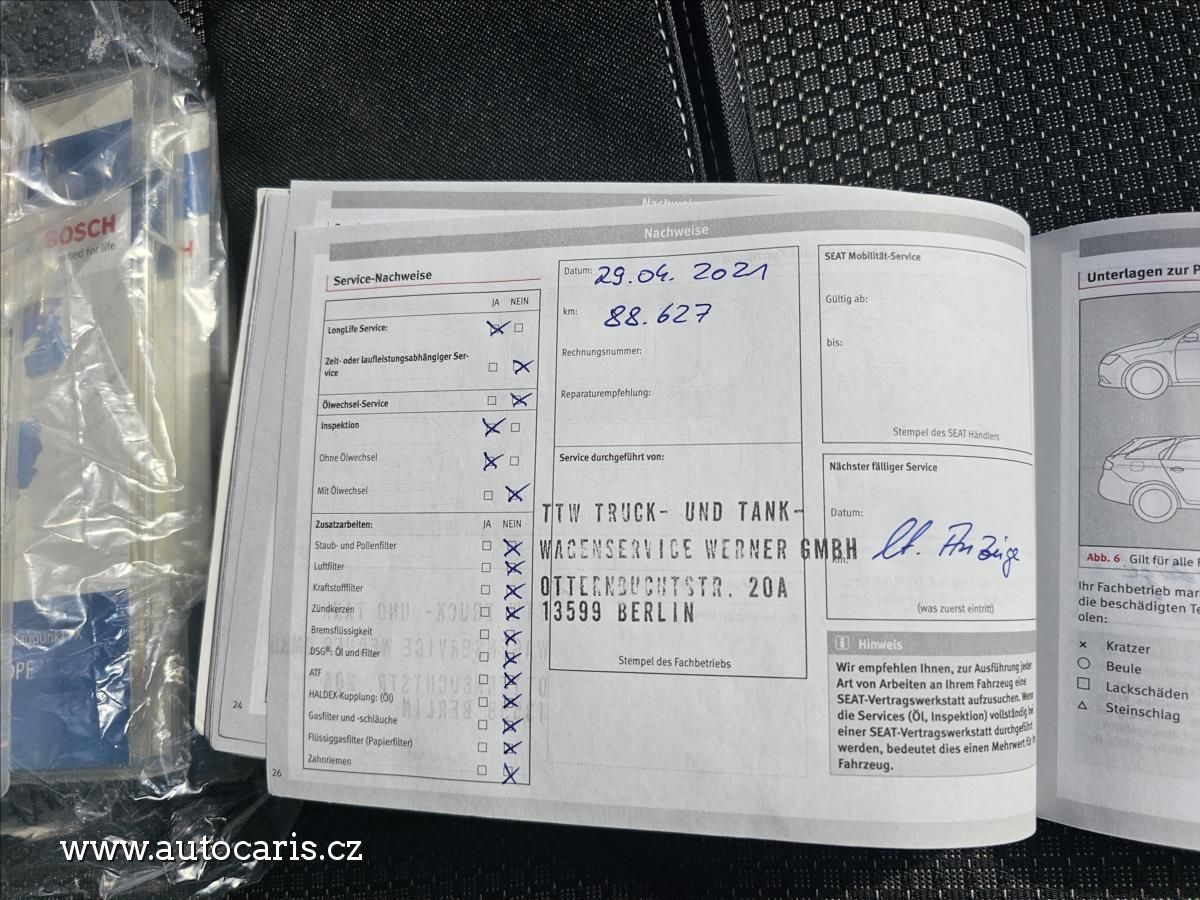 BOSCH
Nachweise
Nachweise
Service-Nachweise
JA NEIN
LongLife Service:
Zeit- oder laufleistungsabhängiger Ser-
vice
Ölwechsel-Service
Inspektion
Ohne Ölwechsel
Mit Ölwechsel
Zusatzarbeiten: JA NEIN
Staub- und Pollenfilter
Luftfilter
Kraftstofffilter
Zündkerzen
Bremsflüssigkeit
DSG®: Öl und Filter
ATF
HALDEX-Kupplung: (Öl)
Gasfilter und -schläuche
Flüssiggasfilter (Papierfilter)
Zahnriemen
24
26
Datum: 29.04. 2021
km: 88.627
Rechnungsnummer:
Reparaturempfehlung:
Service durchgeführt von:
TTW TRUCK- UND TANK-
WAGENSERVICE WERNER GMBH
OTTERNBUCHTSTR. 20A
13599 BERLIN
Stempel des Fachbetriebs
SEAT Mobilität-Service
Gültig ab:
bis:
Stempel des SEAT Händlers
Nächster fälliger Service
Datum:
km:
lt. Anzeige
(was zuerst eintritt)
Hinweis
Wir empfehlen Ihnen, zur Ausführung jeder
Art von Arbeiten an Ihrem Fahrzeug eine
SEAT-Vertragswerkstatt aufzusuchen. Wenn
die Services (Öl, Inspektion) vollständig bei
einer SEAT-Vertragswerkstatt durchgeführt
werden, bedeutet dies einen Mehrwert für Ihr
Fahrzeug.
Unterlagen zur
Abb. 6 Gilt für alle
Ihr Fachbetrieb
die beschädigten
olen:
× Kratzer
Beule
Lackschäden
Steinschlag
www.autocaris.cz